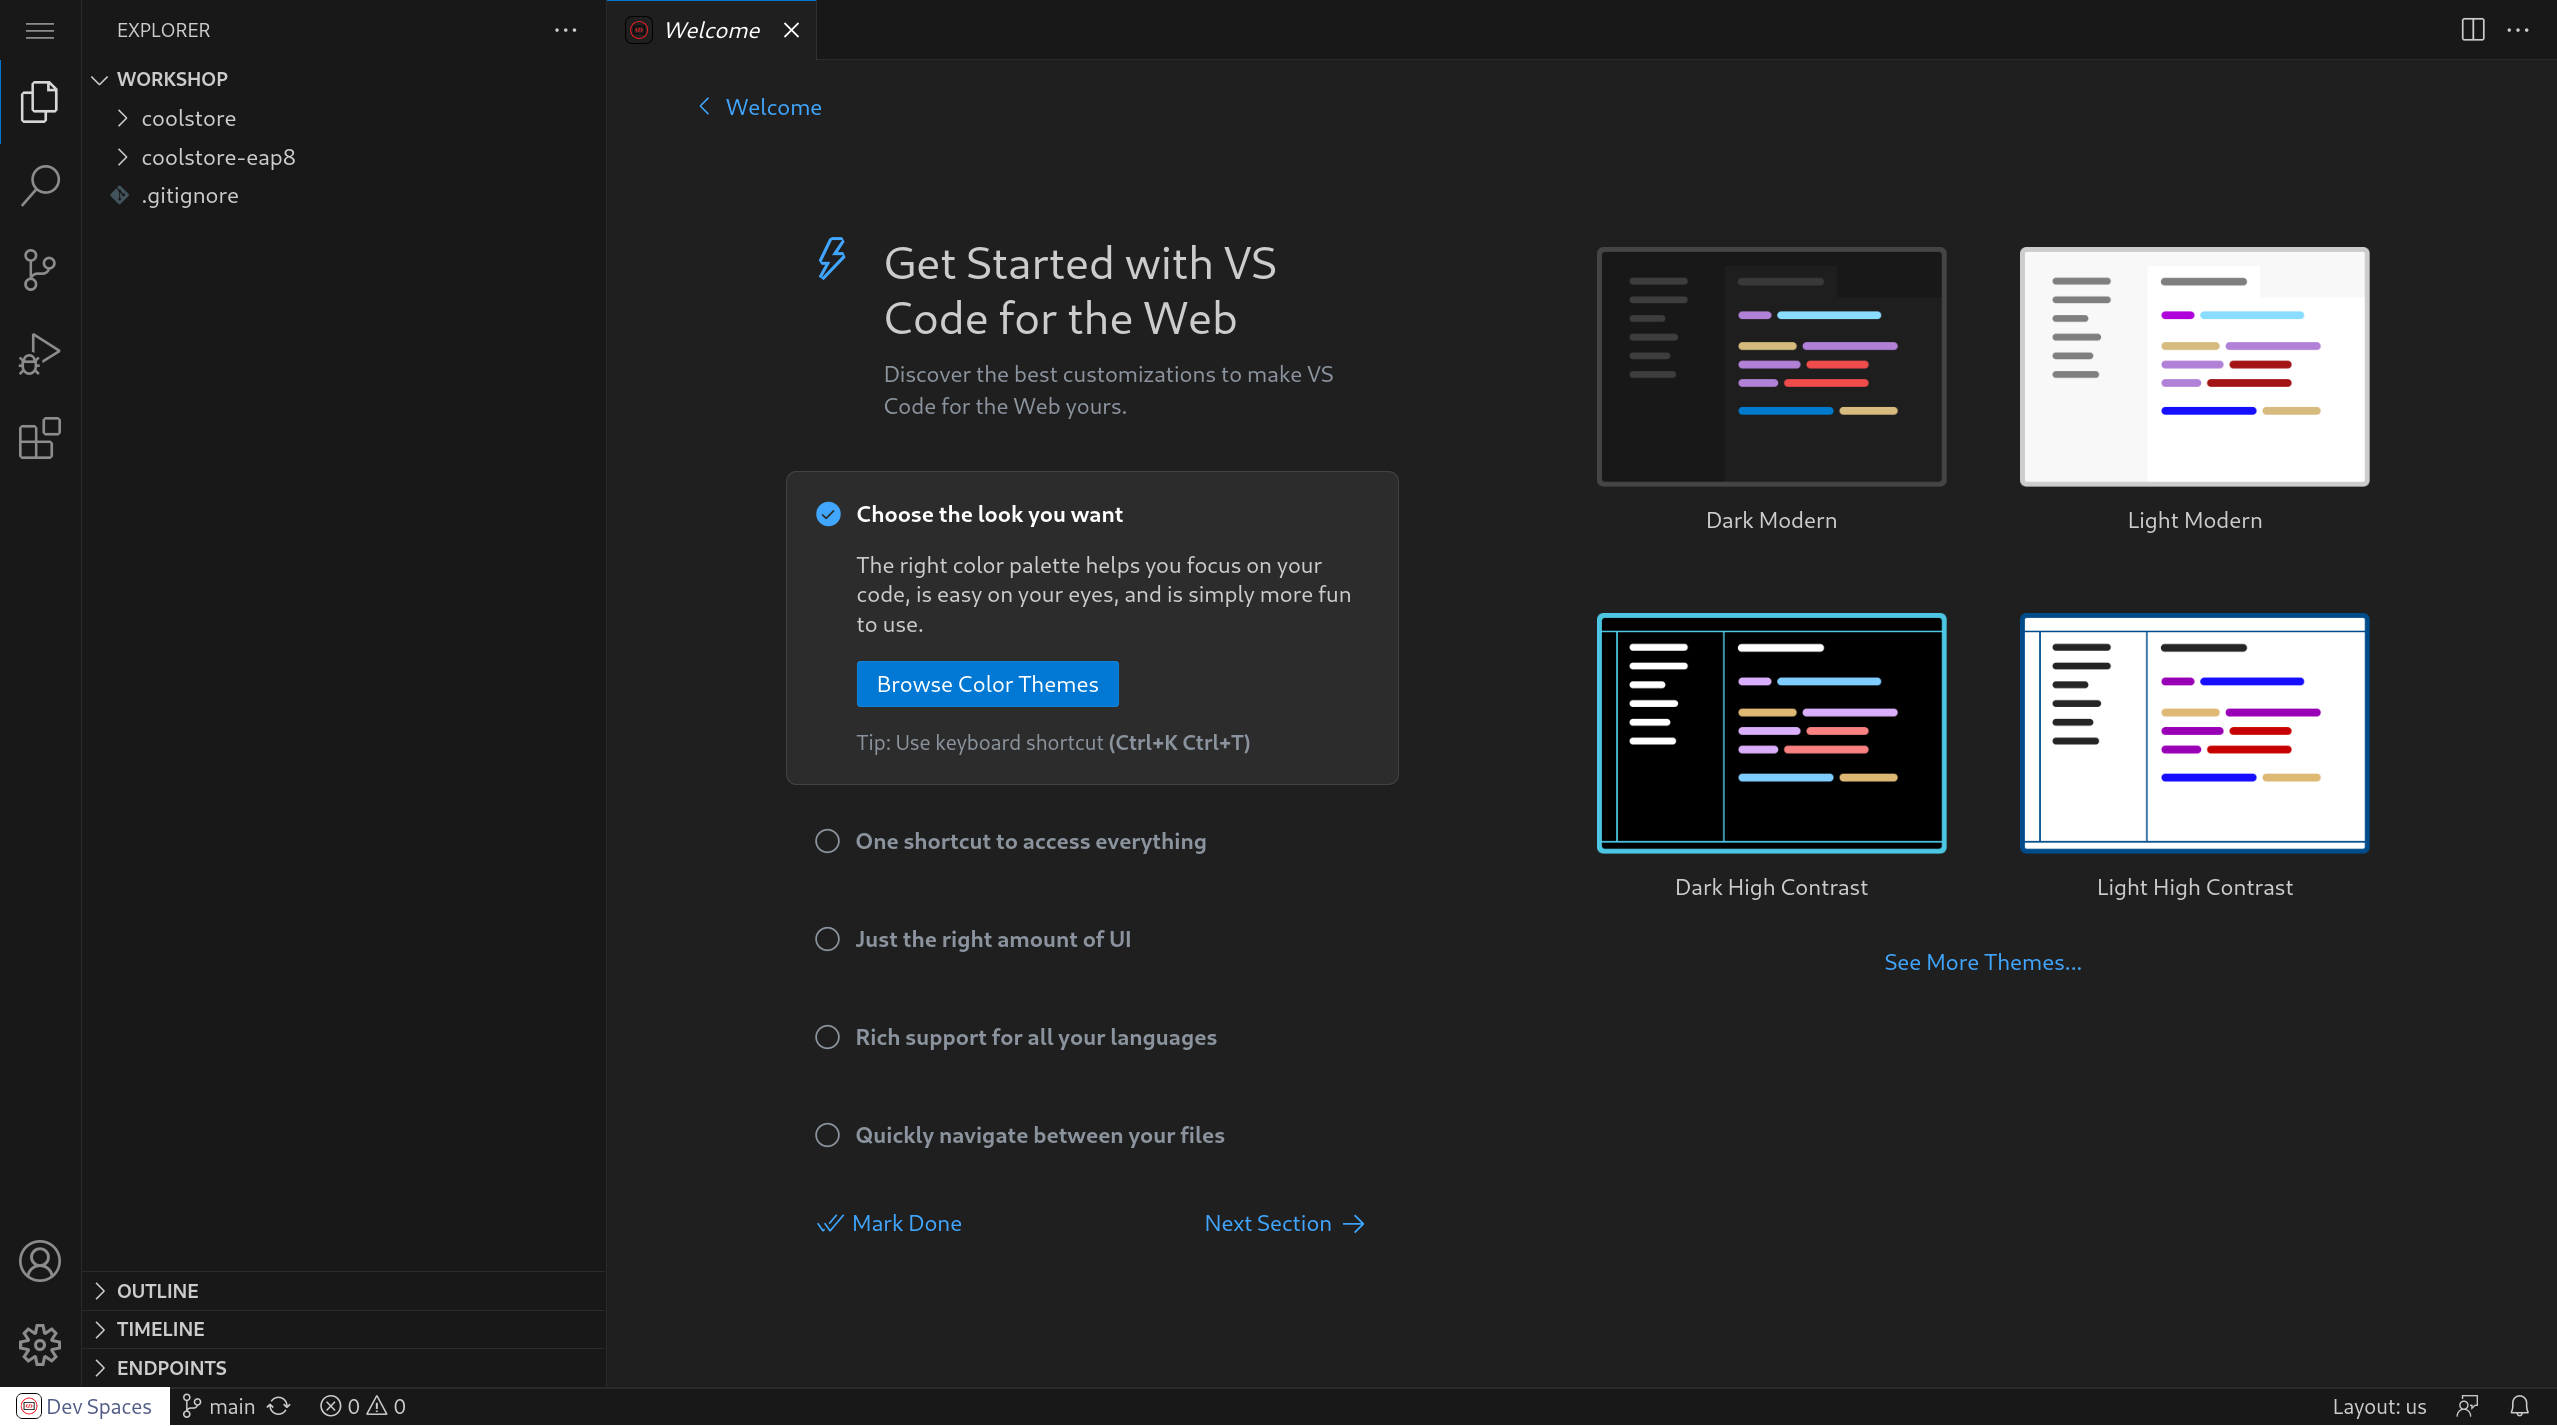 EXPLORER
WORKSHOP
coolstore
coolstore-eap8
.gitignore
OUTLINE
TIMELINE
ENDPOINTS
Welcome
Welcome
Get Started with VS
Code for the Web
Discover the best customizations to make VS
Code for the Web yours.
Choose the look you want
The right color palette helps you focus on your
code, is easy on your eyes, and is simply more fun
to use.
Browse Color Themes
Tip: Use keyboard shortcut (Ctrl+K Ctrl+T)
One shortcut to access everything
Just the right amount of UI
Rich support for all your languages
Quickly navigate between your files
Mark Done
Next Section
Dark Modern
Light Modern
Dark High Contrast
Light High Contrast
See More Themes...
Dev Spaces
main
0
0
Layout: us